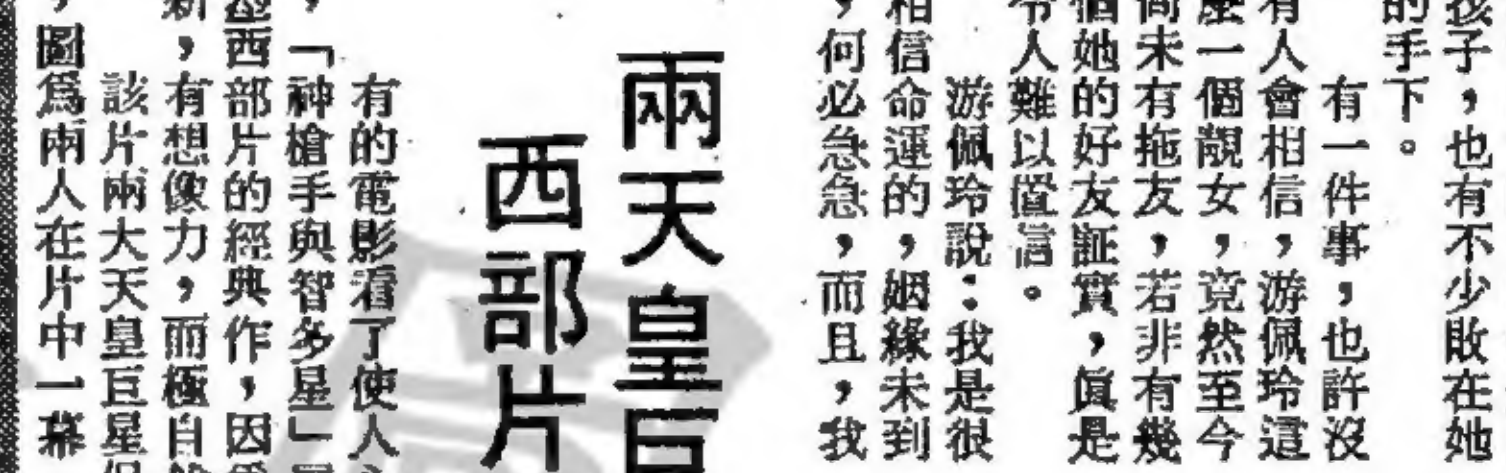 孩子，也有不少敗在她
的手下。
有一件事，也許沒
有人會相信，游佩玲這
麼一個靚女，竟然至今
尚未有拖友，若非有幾
個她的好友証實，眞是
令人難以置信。
游佩玲說：我是很
相信命運的，姻緣未到
，何必急急，而且，我
兩天皇巨
西部片
有的電影看了使人
，「神槍手與智多星」
西部片的經典作，因
新，有想像力，而極自
該片兩大天皇巨星
，圖爲兩人在片中一幕